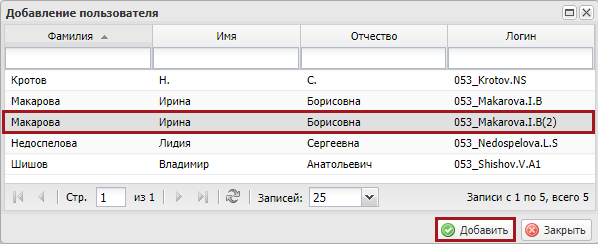 Добавление пользователя
Фамилия Имя Отчество Логин
Кротов Н. С. 053_Krotov.NS
Макарова Ирина Борисовна 053_Makarova.I.B
Макарова Ирина Борисовна 053_Makarova.I.B(2)
Недоспелова Лидия Сергеевна 053_Nedospelova.L.S
Шишов Владимир Анатольевич 053_Shishov.V.A1
Стр. 1 из 1 Записей: 25 Записи с 1 по 5, всего 5
Добавить Закрыть